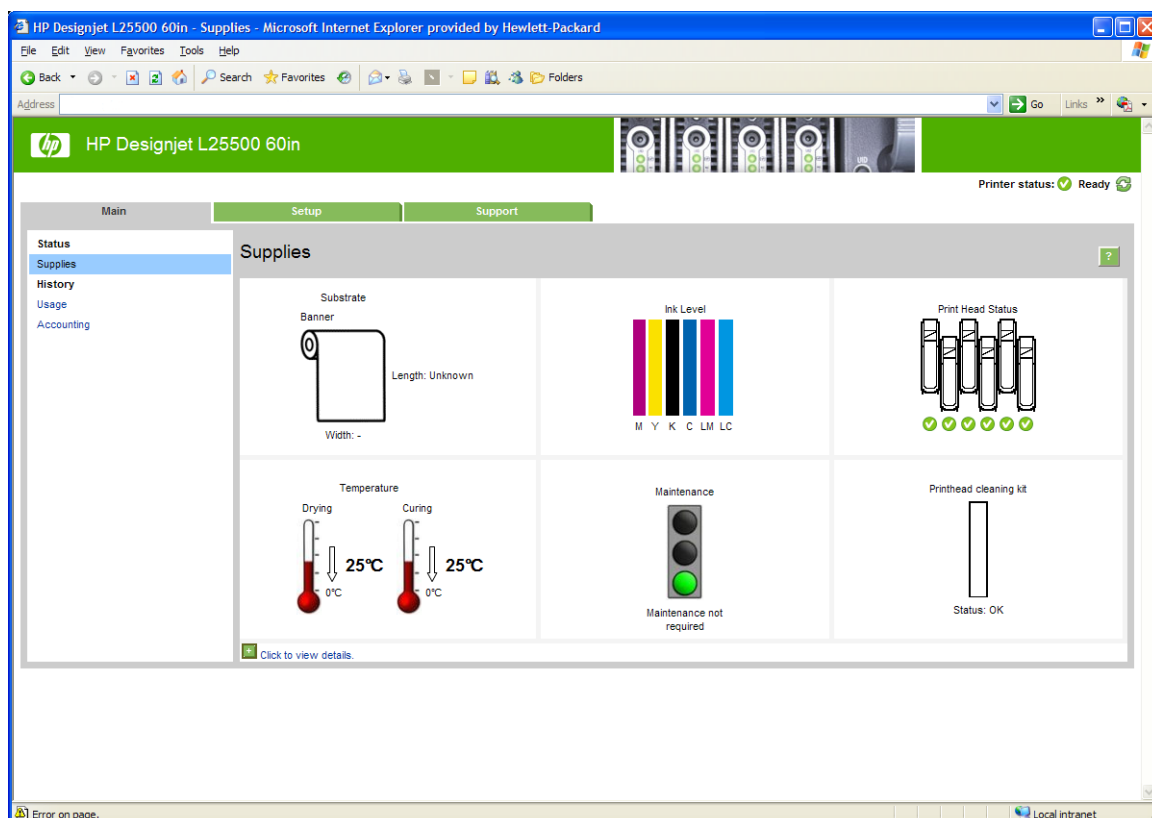 HP Designjet L25500 60in - Supplies - Microsoft Internet Explorer provided by Hewlett-Packard
File Edit View Favorites Tools Help
Back Search Favorites Folders
Address Go Links »
hp HP Designjet L25500 60in
UID
Printer status: Ready
Main Setup Support
Status
Supplies
History
Usage
Accounting
Supplies
?
Substrate
Banner
Length: Unknown
Width: -
Ink Level
M Y K C LM LC
Print Head Status
Temperature
Drying Curing
25°C 25°C
0°C 0°C
Maintenance
Maintenance not
required
Printhead cleaning kit
Status: OK
+ Click to view details.
Error on page. Local intranet